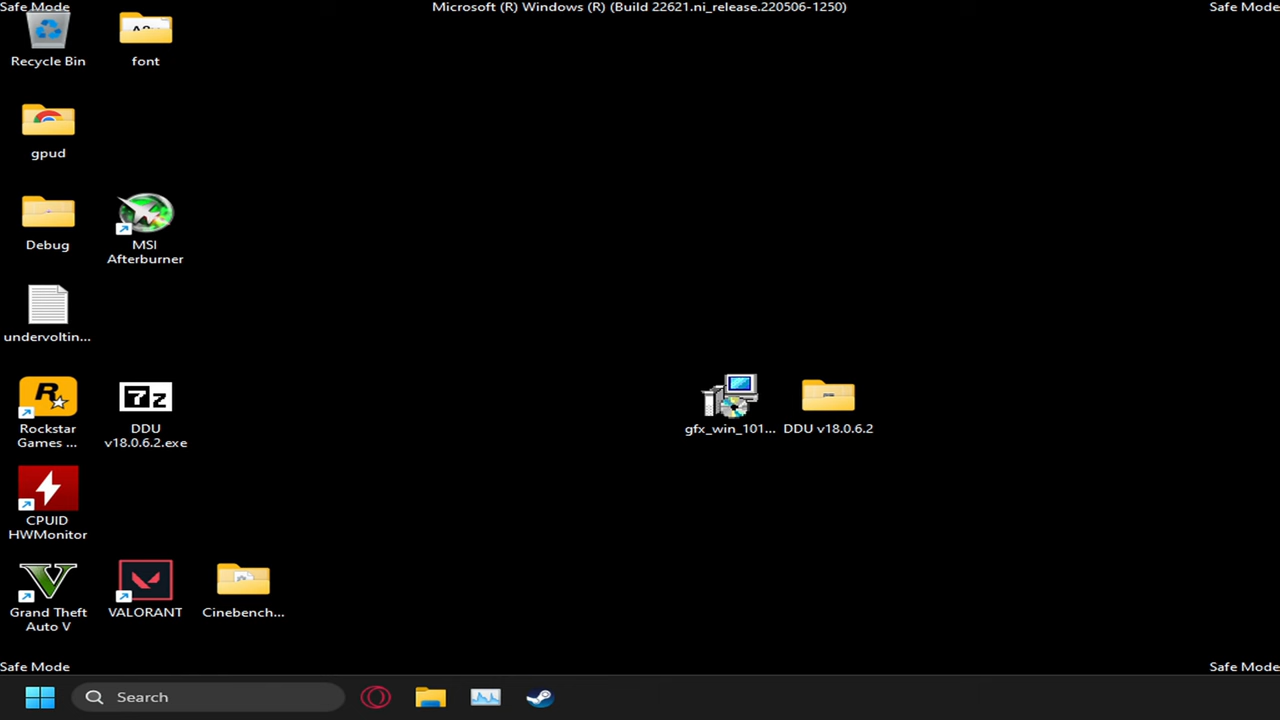 Safe Mode
Microsoft (R) Windows (R) (Build 22621.ni_release.220506-1250)
Safe Mode
Recycle Bin
font
gpud
Debug
MSI
Afterburner
undervoltin...
Rockstar
Games ...
DDU
v18.0.6.2.exe
gfx_win_101...
DDU v18.0.6.2
CPUID
HWMonitor
Grand Theft
Auto V
VALORANT
Cinebench...
Safe Mode
Safe Mode
Search